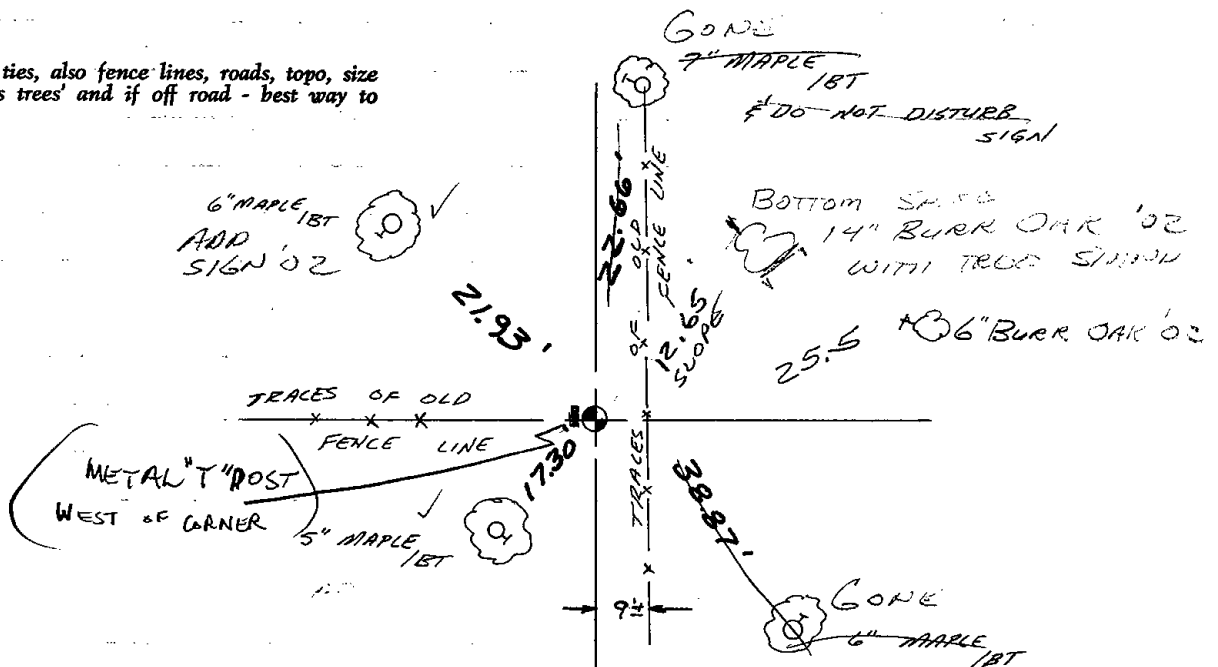 ties, also fence lines, roads, topo, size
s trees' and if off road - best way to
GONE
7" MAPLE
/BT
& DO NOT DISTURB
SIGN
6" MAPLE /BT
ADD
SIGN '02
22.66'
TRACES OF OLD FENCE LINE
BOTTOM
14" BURR OAK '02
WITH
21.93'
12.65'
SLOPE
25.5
6" BURR OAK '02
TRACES OF OLD
FENCE LINE
METAL "T" POST
WEST OF CORNER
17.30
5" MAPLE
/BT
38.87'
9±
GONE
6" MAPLE
/BT